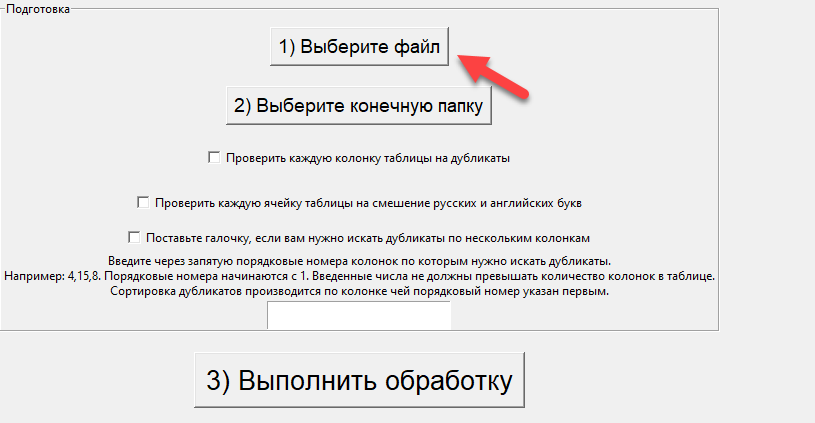 Подготовка
1) Выберите файл
2) Выберите конечную папку
Проверить каждую колонку таблицы на дубликаты
Проверить каждую ячейку таблицы на смешение русских и английских букв
Поставьте галочку, если вам нужно искать дубликаты по нескольким колонкам
Введите через запятую порядковые номера колонок по которым нужно искать дубликаты.
Например: 4,15,8. Порядковые номера начинаются с 1. Введенные числа не должны превышать количество колонок в таблице.
Сортировка дубликатов производится по колонке чей порядковый номер указан первым.
3) Выполнить обработку